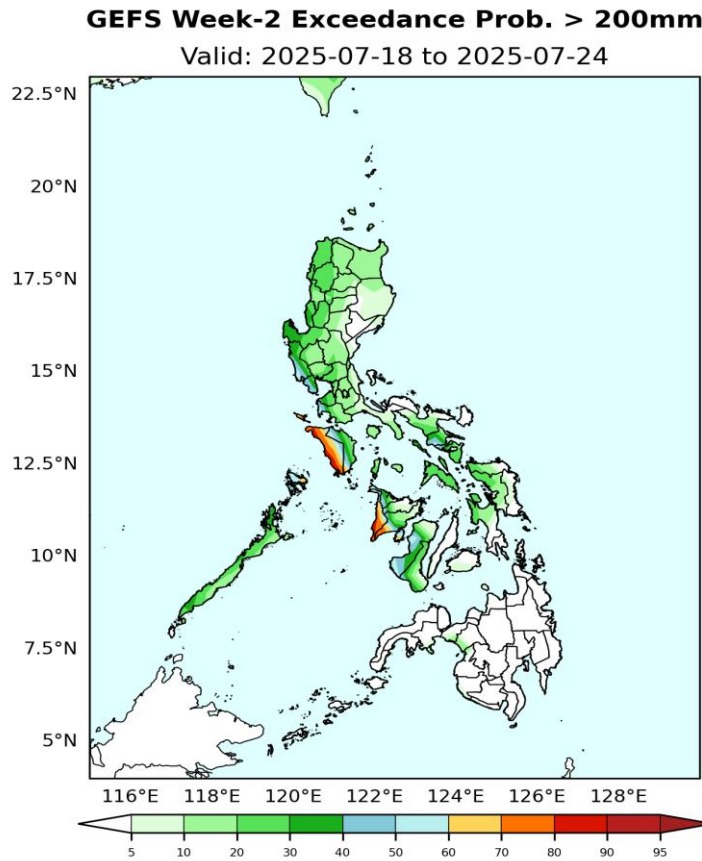 GEFS Week-2 Exceedance Prob. > 200mm
Valid: 2025-07-18 to 2025-07-24
22.5°N
20°N
17.5°N
15°N
12.5°N
10°N
7.5°N
5°N
116°E 118°E 120°E 122°E 124°E 126°E 128°E
5 10 20 30 40 50 60 70 80 90 95